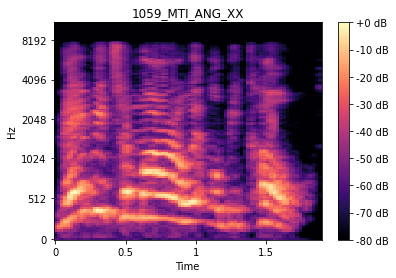 1059_MTI_ANG_XX
8192
4096
2048
1024
512
0
Hz
0
0.5
1
1.5
Time
+0 dB
-10 dB
-20 dB
-30 dB
-40 dB
-50 dB
-60 dB
-70 dB
-80 dB